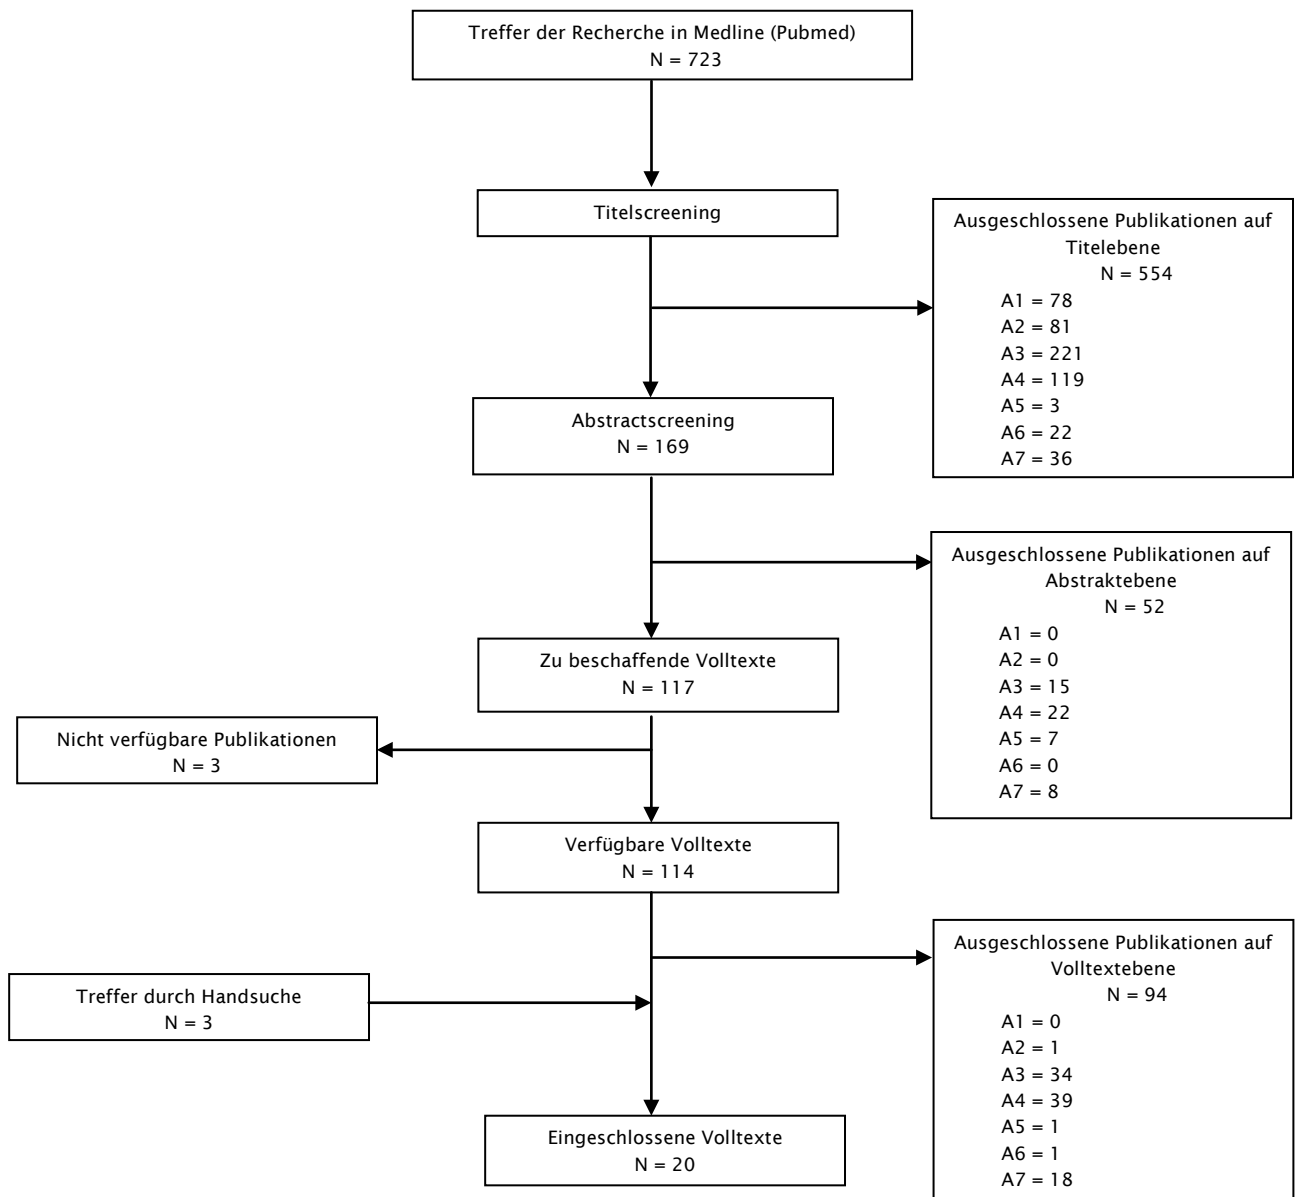 Treffer der Recherche in Medline (Pubmed)
N = 723
Titelscreening
Ausgeschlossene Publikationen auf
Titelebene
N = 554
A1 = 78
A2 = 81
A3 = 221
A4 = 119
A5 = 3
A6 = 22
A7 = 36
Abstractscreening
N = 169
Ausgeschlossene Publikationen auf
Abstraktebene
N = 52
A1 = 0
A2 = 0
A3 = 15
A4 = 22
A5 = 7
A6 = 0
A7 = 8
Zu beschaffende Volltexte
N = 117
Nicht verfügbare Publikationen
N = 3
Verfügbare Volltexte
N = 114
Ausgeschlossene Publikationen auf
Volltextebene
N = 94
A1 = 0
A2 = 1
A3 = 34
A4 = 39
A5 = 1
A6 = 1
A7 = 18
Treffer durch Handsuche
N = 3
Eingeschlossene Volltexte
N = 20